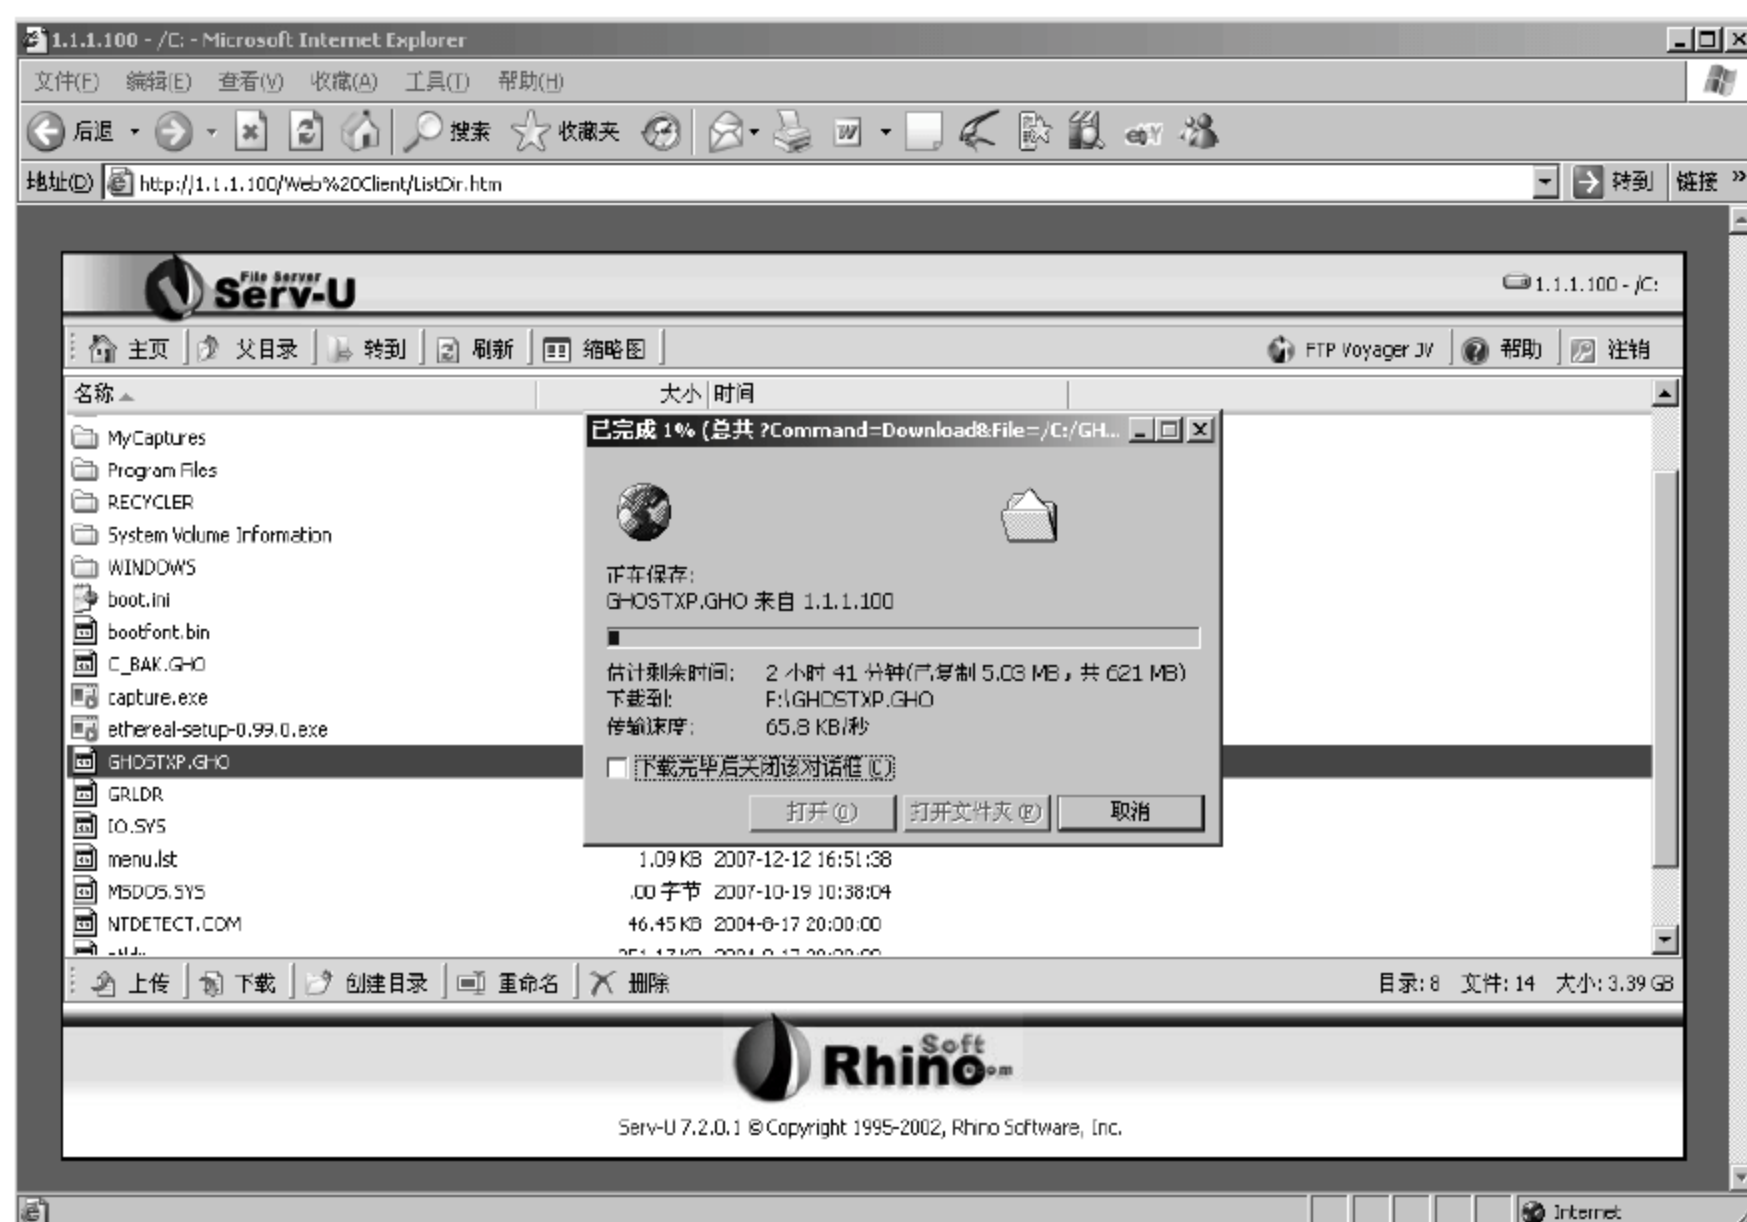 1.1.1.100 - /C: - Microsoft Internet Explorer
文件(F) 编辑(E) 查看(V) 收藏(A) 工具(T) 帮助(H)
后退 搜索 收藏夹
地址(D) http://1.1.1.100/Web%20Client/ListDir.htm 转到 链接 »
File Server
Serv-U
1.1.1.100 - /C:
主页 父目录 转到 刷新 缩略图 FTP Voyager JV 帮助 注销
名称 大小 时间
MyCaptures
Program Files
RECYCLER
System Volume Information
WINDOWS
boot.ini
bootfont.bin
C_BAK.GHO
capture.exe
ethereal-setup-0.99.0.exe
GHOSTXP.GHO
GRLDR
IO.SYS
menu.lst 1.09 KB 2007-12-12 16:51:38
MSDOS.SYS .00 字节 2007-10-19 10:38:04
NTDETECT.COM 46.45 KB 2004-8-17 20:00:00
已完成 1% (总共 ?Command=Download&File=/C:/GH...
正在保存:
GHOSTXP.GHO 来自 1.1.1.100
估计剩余时间: 2 小时 41 分钟(已复制 5.03 MB，共 621 MB)
下载到: F:\GHOSTXP.GHO
传输速度: 65.8 KB/秒
下载完毕后关闭该对话框(C)
打开(O) 打开文件夹(F) 取消
上传 下载 创建目录 重命名 删除 目录: 8 文件: 14 大小: 3.39 GB
RhinoSoft.com
Serv-U 7.2.0.1 © Copyright 1995-2002, Rhino Software, Inc.
Internet